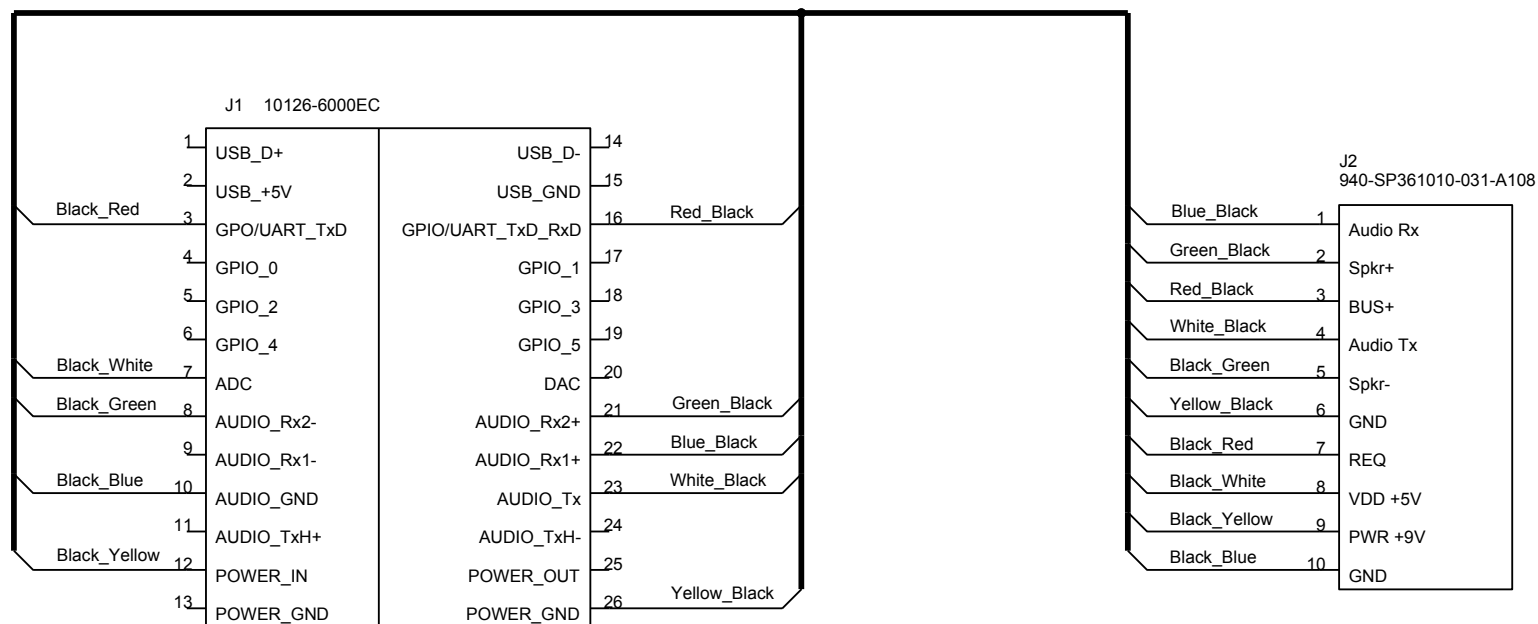 J1 10126-6000EC
1 USB_D+ USB_D- 14
2 USB_+5V USB_GND 15
Black_Red 3 GPO/UART_TxD GPIO/UART_TxD_RxD 16 Red_Black
4 GPIO_0 GPIO_1 17
5 GPIO_2 GPIO_3 18
6 GPIO_4 GPIO_5 19
Black_White 7 ADC DAC 20
Black_Green 8 AUDIO_Rx2- AUDIO_Rx2+ 21 Green_Black
9 AUDIO_Rx1- AUDIO_Rx1+ 22 Blue_Black
Black_Blue 10 AUDIO_GND AUDIO_Tx 23 White_Black
11 AUDIO_TxH+ AUDIO_TxH- 24
Black_Yellow 12 POWER_IN POWER_OUT 25
13 POWER_GND POWER_GND 26 Yellow_Black
J2
940-SP361010-031-A108
Blue_Black 1 Audio Rx
Green_Black 2 Spkr+
Red_Black 3 BUS+
White_Black 4 Audio Tx
Black_Green 5 Spkr-
Yellow_Black 6 GND
Black_Red 7 REQ
Black_White 8 VDD +5V
Black_Yellow 9 PWR +9V
Black_Blue 10 GND